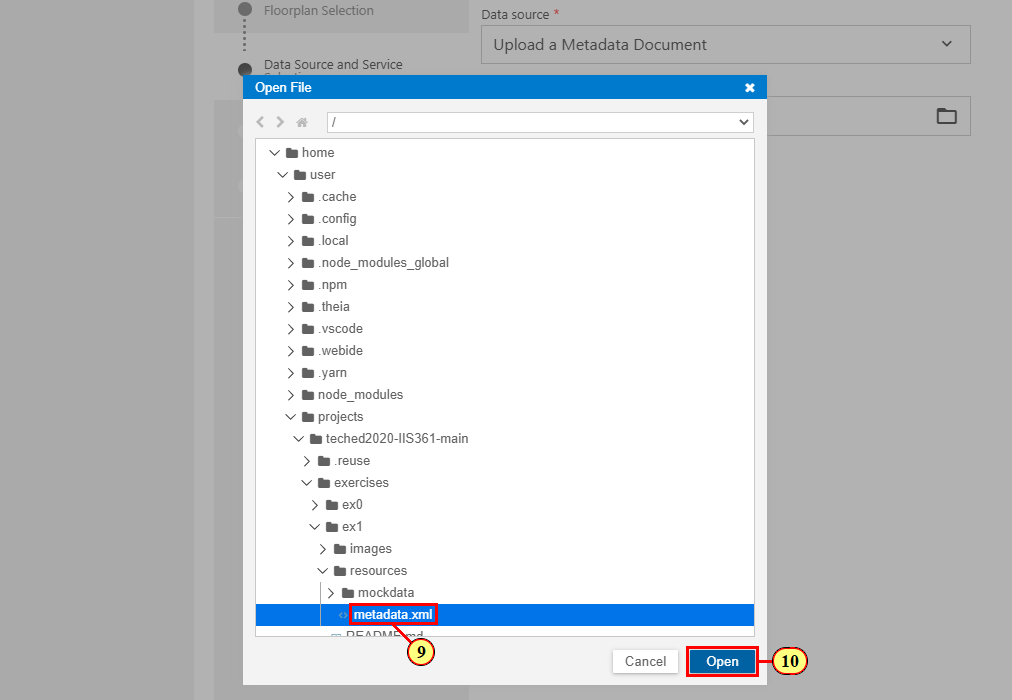 Floorplan Selection
Data source *
Upload a Metadata Document
Data Source and Service
Selection
Open File
/
home
user
.cache
.config
.local
.node_modules_global
.npm
.theia
.vscode
.webide
.yarn
node_modules
projects
teched2020-IIS361-main
.reuse
exercises
ex0
ex1
images
resources
mockdata
metadata.xml
README.md
9
Cancel
Open
10